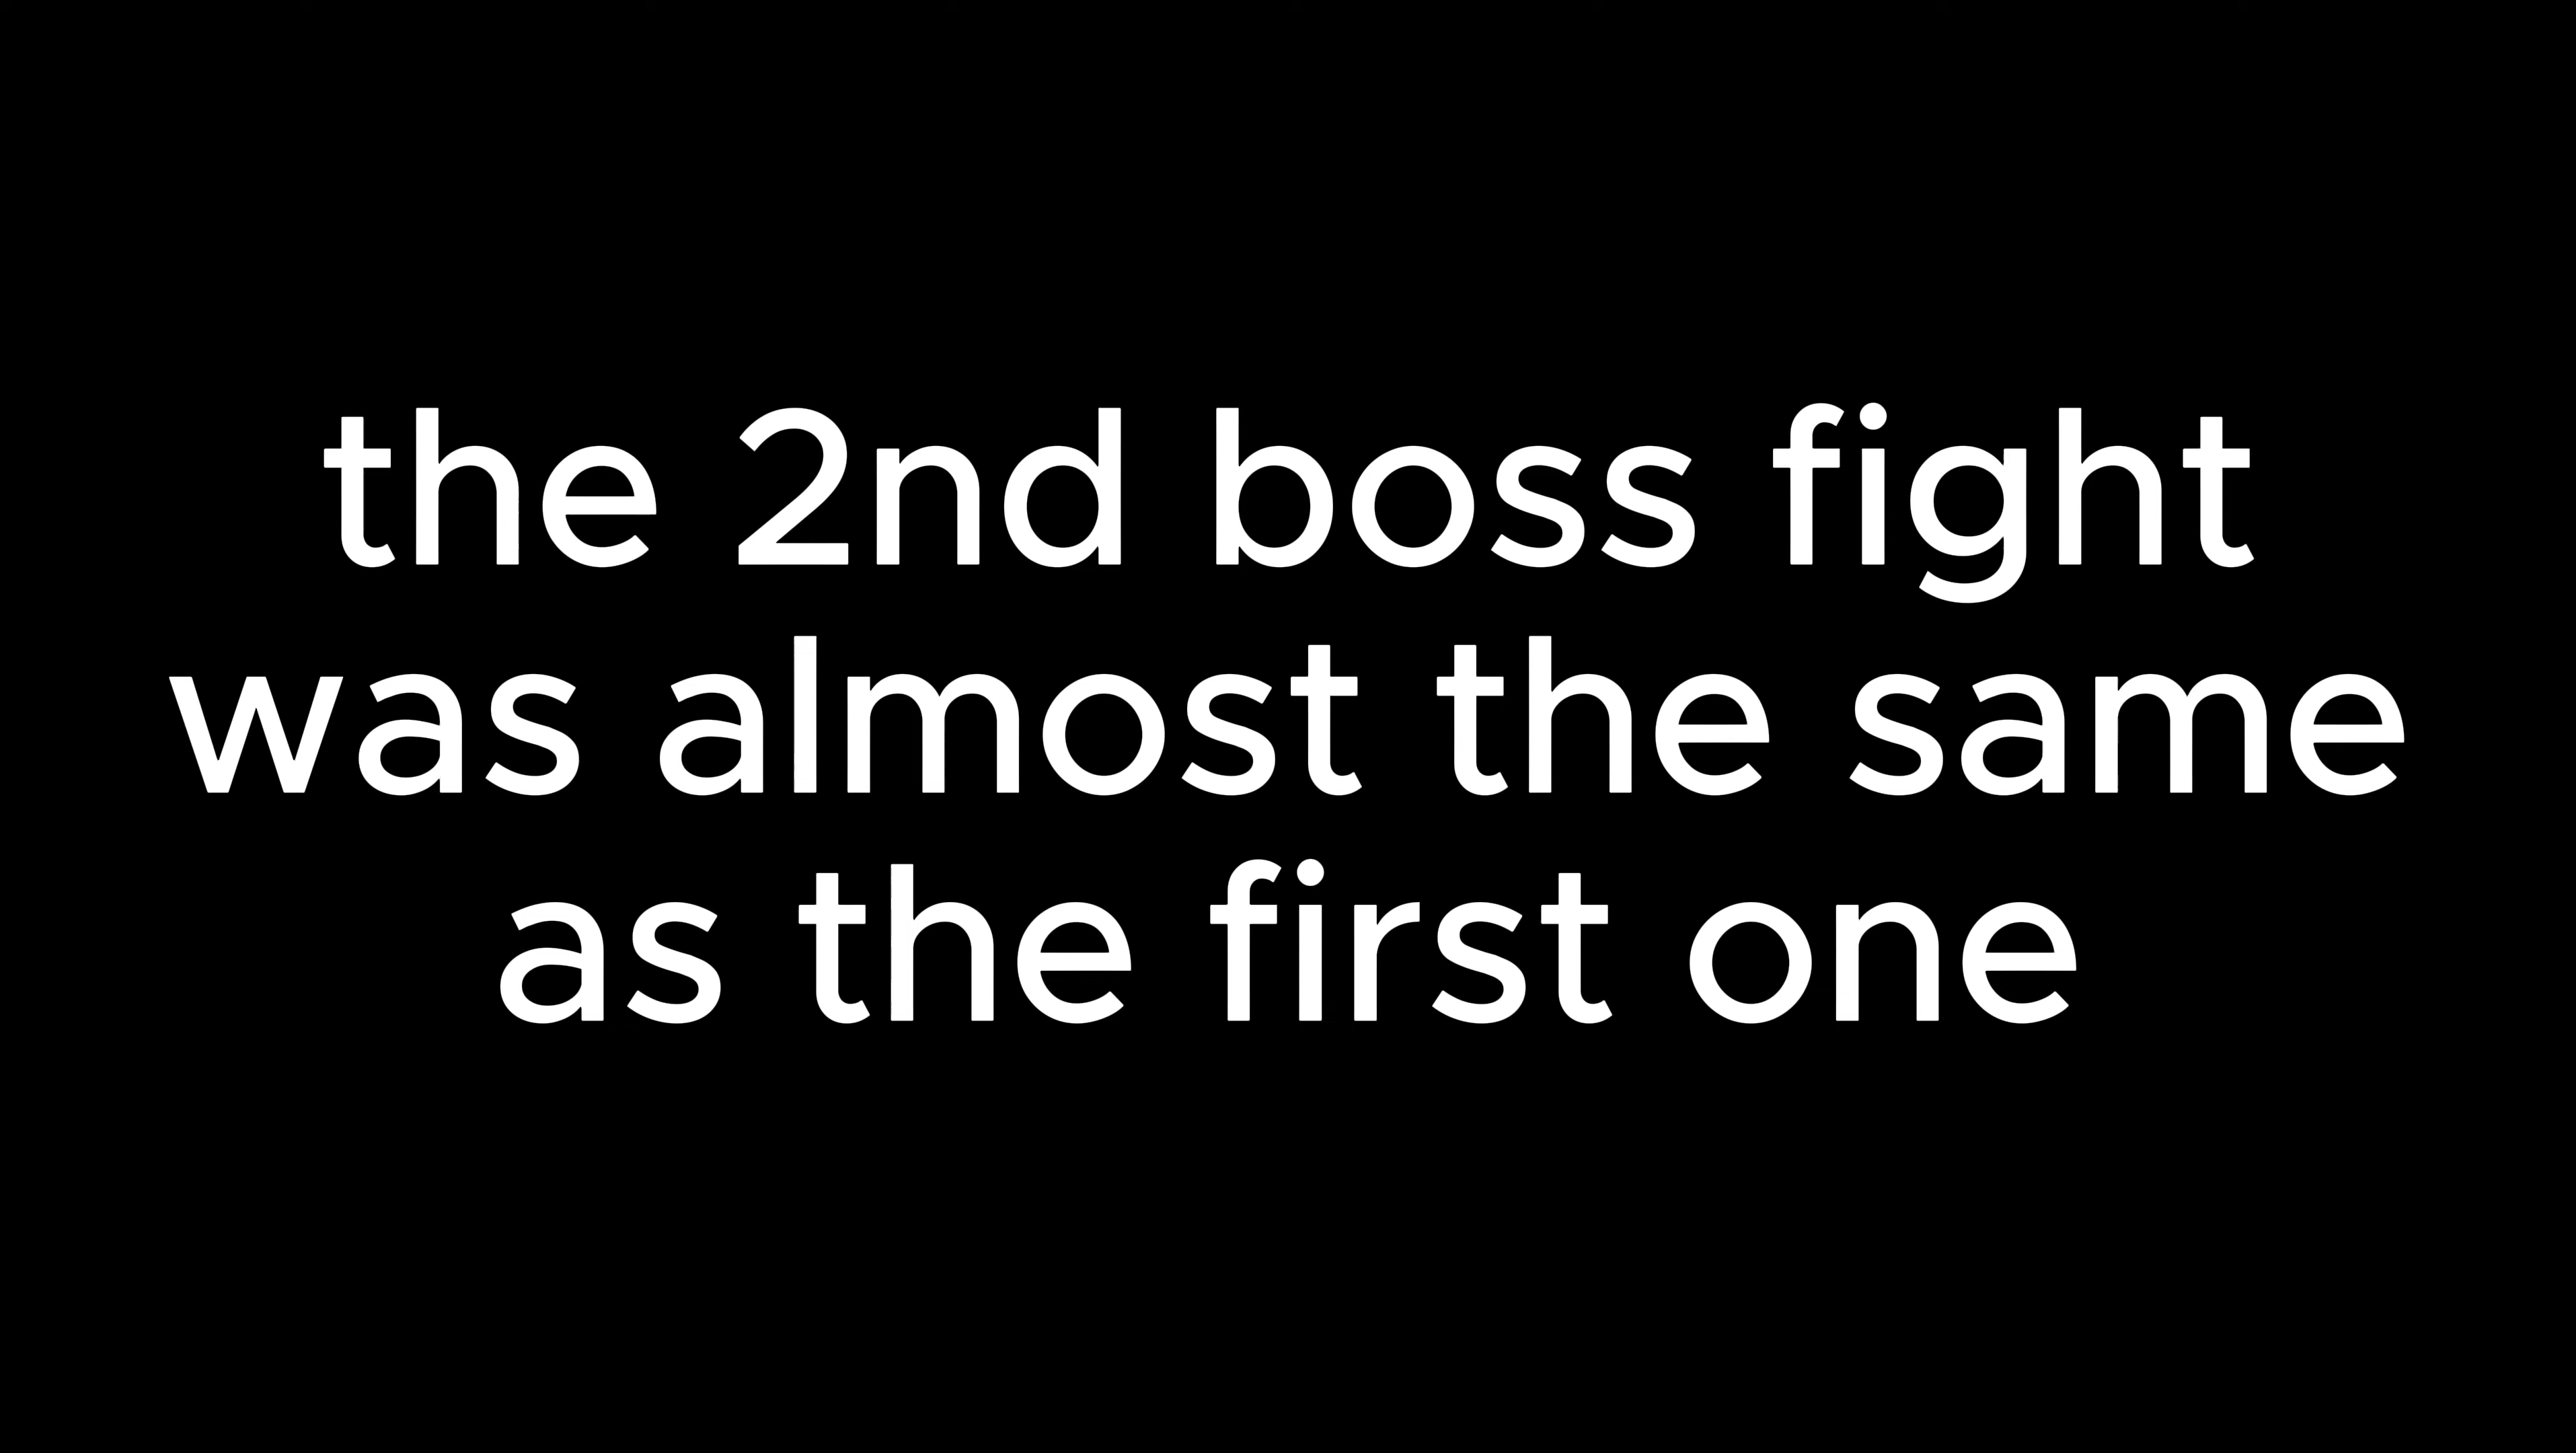 the 2nd boss fight
was almost the same
as the first one